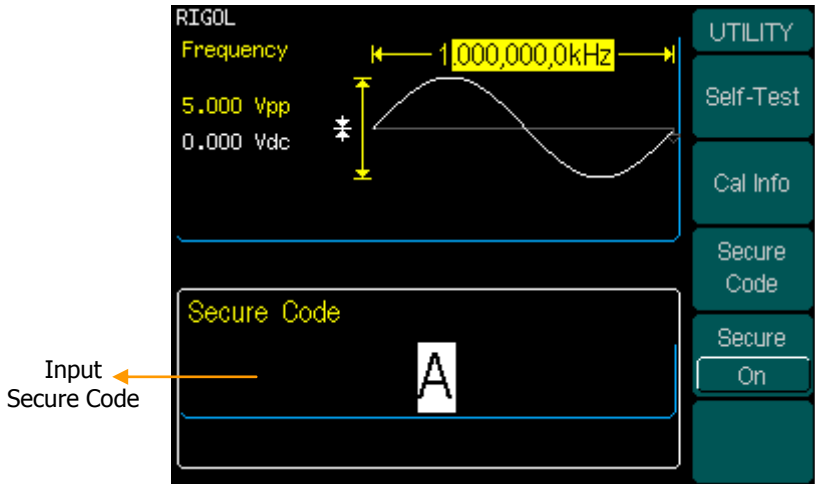 RIGOL
Frequency
1.000,000,0kHz
5.000 Vpp
0.000 Vdc
Secure Code
A
Input
Secure Code
UTILITY
Self-Test
Cal Info
Secure
Code
Secure
On